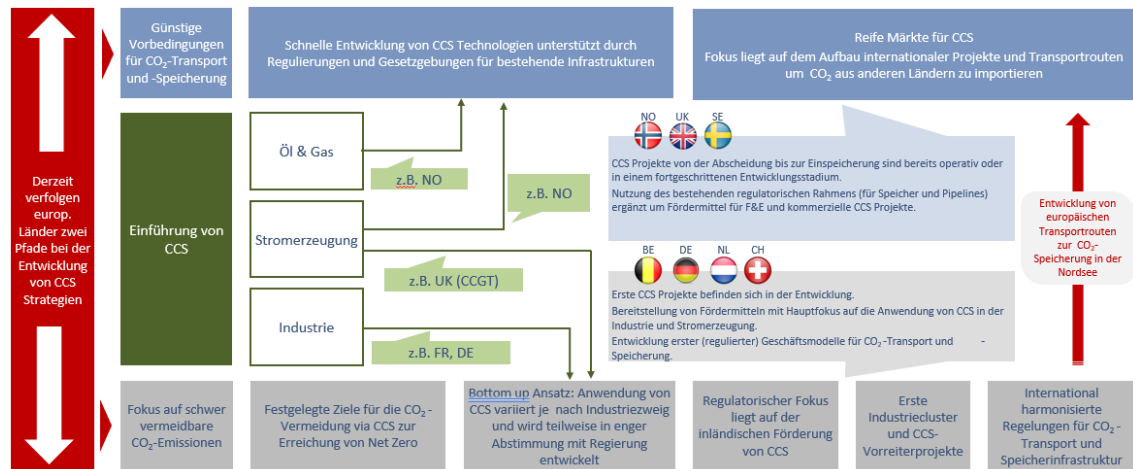 Günstige
Vorbedingungen
für CO₂-Transport
und -Speicherung
Schnelle Entwicklung von CCS Technologien unterstützt durch
Regulierungen und Gesetzgebungen für bestehende Infrastrukturen
Reife Märkte für CCS
Fokus liegt auf dem Aufbau internationaler Projekte und Transportrouten
um CO₂ aus anderen Ländern zu importieren
Derzeit
verfolgen
europ.
Länder zwei
Pfade bei der
Entwicklung
von CCS
Strategien
Einführung von
CCS
Öl & Gas
z.B. NO
z.B. NO
Stromerzeugung
z.B. UK (CCGT)
Industrie
z.B. FR, DE
NO UK SE
CCS Projekte von der Abscheidung bis zur Einspeicherung sind bereits operativ oder
in einem fortgeschrittenen Entwicklungsstadium.
Nutzung des bestehenden regulatorischen Rahmens (für Speicher und Pipelines)
ergänzt um Fördermittel für F&E und kommerzielle CCS Projekte.
BE DE NL CH
Erste CCS Projekte befinden sich in der Entwicklung.
Bereitstellung von Fördermitteln mit Hauptfokus auf die Anwendung von CCS in der
Industrie und Stromerzeugung.
Entwicklung erster (regulierter) Geschäftsmodelle für CO₂-Transport und -
Speicherung.
Entwicklung von
europäischen
Transportrouten
zur CO₂-
Speicherung in der
Nordsee
Fokus auf schwer
vermeidbare
CO₂-Emissionen
Festgelegte Ziele für die CO₂-
Vermeidung via CCS zur
Erreichung von Net Zero
Bottom up Ansatz: Anwendung von
CCS variiert je nach Industriezweig
und wird teilweise in enger
Abstimmung mit Regierung
entwickelt
Regulatorischer Fokus
liegt auf der
inländischen Förderung
von CCS
Erste
Industriecluster
und CCS-
Vorreiterprojekte
International
harmonisierte
Regelungen für CO₂-
Transport und
Speicherinfrastruktur